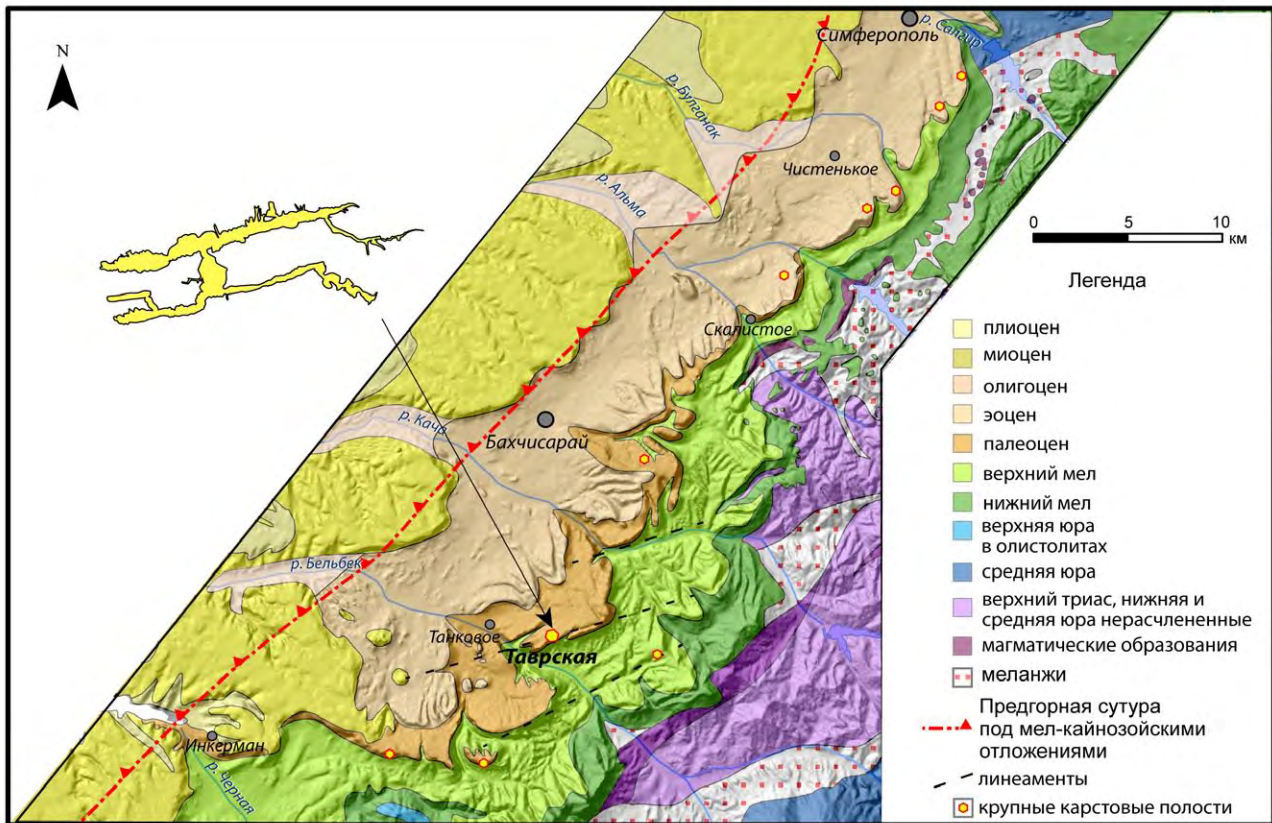 N
Симферополь
р. Салгир
р. Булганак
Чистенькое
р. Альма
0 5 10
км
Легенда
Скалистое
плиоцен
миоцен
олигоцен
эоцен
палеоцен
верхний мел
нижний мел
верхняя юра
в олистолитах
средняя юра
верхний триас, нижняя и
средняя юра нерасчлененные
магматические образования
меланжи
Предгорная сутура
под мел-кайнозойскими
отложениями
линеаменты
крупные карстовые полости
р. Кача
Бахчисарай
р. Бельбек
Танковое
Таврская
Инкерман
р. Черная